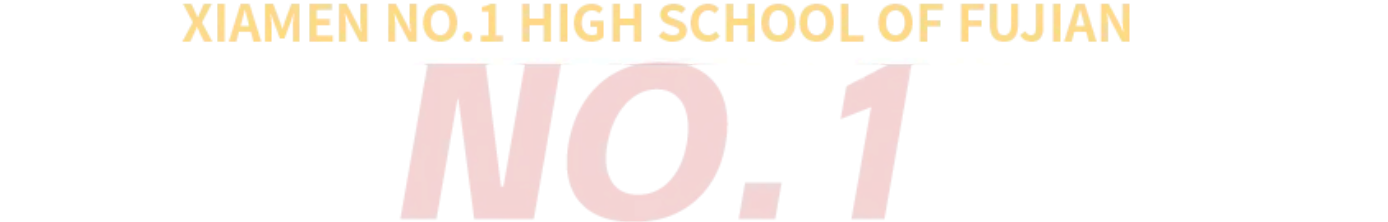 XIAMEN NO.1 HIGH SCHOOL OF FUJIAN
NO.1